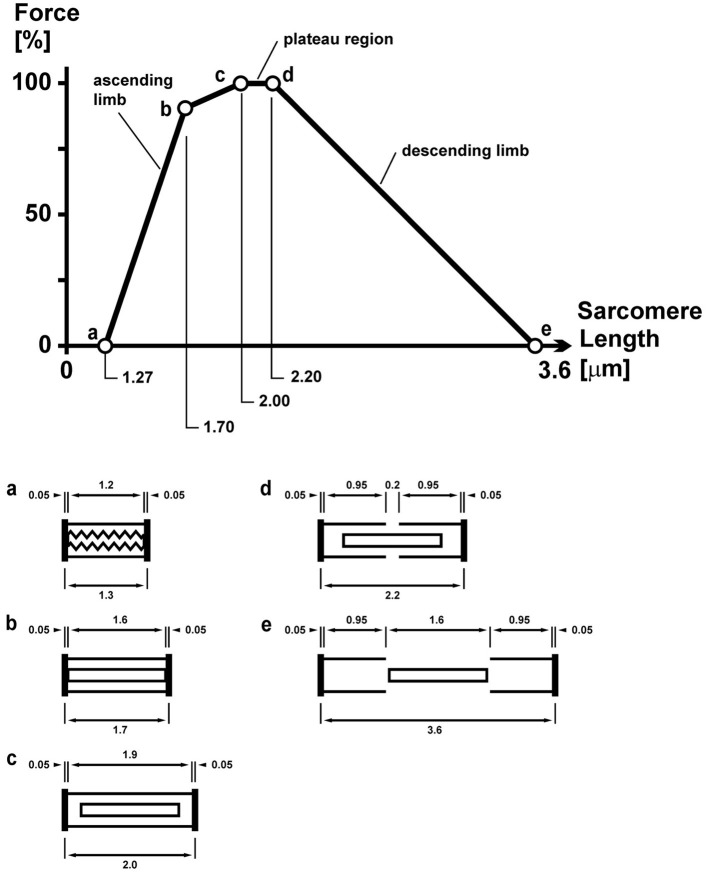 Force
[%]
plateau region
100
c
d
ascending
limb
b
descending limb
50
a
e
Sarcomere
Length
[µm]
0
0
3.6
1.27
2.20
2.00
1.70
a
1.2
0.05
0.05
1.3
d
0.95
0.2
0.95
0.05
0.05
2.2
b
1.6
0.05
0.05
1.7
e
0.95
1.6
0.95
0.05
0.05
3.6
c
1.9
0.05
0.05
2.0